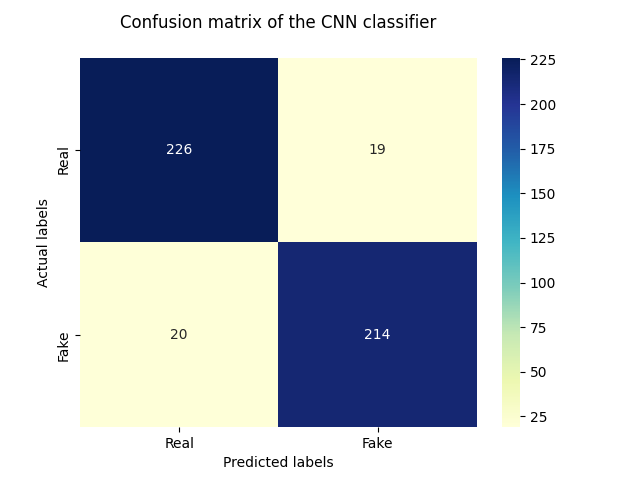 Confusion matrix of the CNN classifier
225
200
175
150
125
100
75
50
25
Real
Fake
Actual labels
226
19
20
214
Real
Fake
Predicted labels